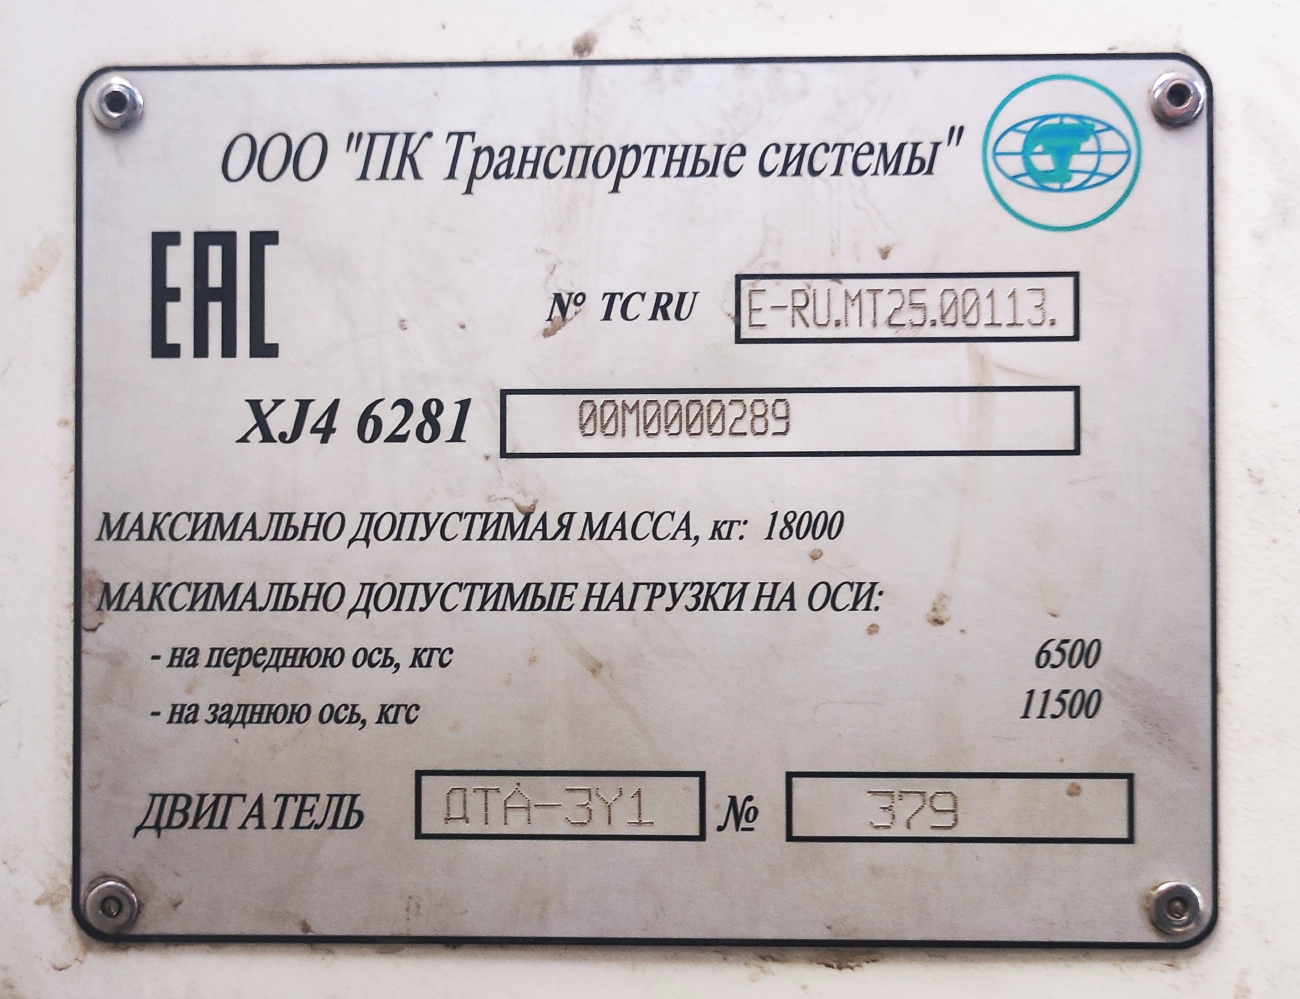 ООО "ПК Транспортные системы"
ЕАС
№ ТС RU E-RU.MT25.00113.
XJ4 6281 00M0000289
МАКСИМАЛЬНО ДОПУСТИМАЯ МАССА, кг: 18000
МАКСИМАЛЬНО ДОПУСТИМЫЕ НАГРУЗКИ НА ОСИ:
- на переднюю ось, кгс 6500
- на заднюю ось, кгс 11500
ДВИГАТЕЛЬ ДТА-3У1 № 379